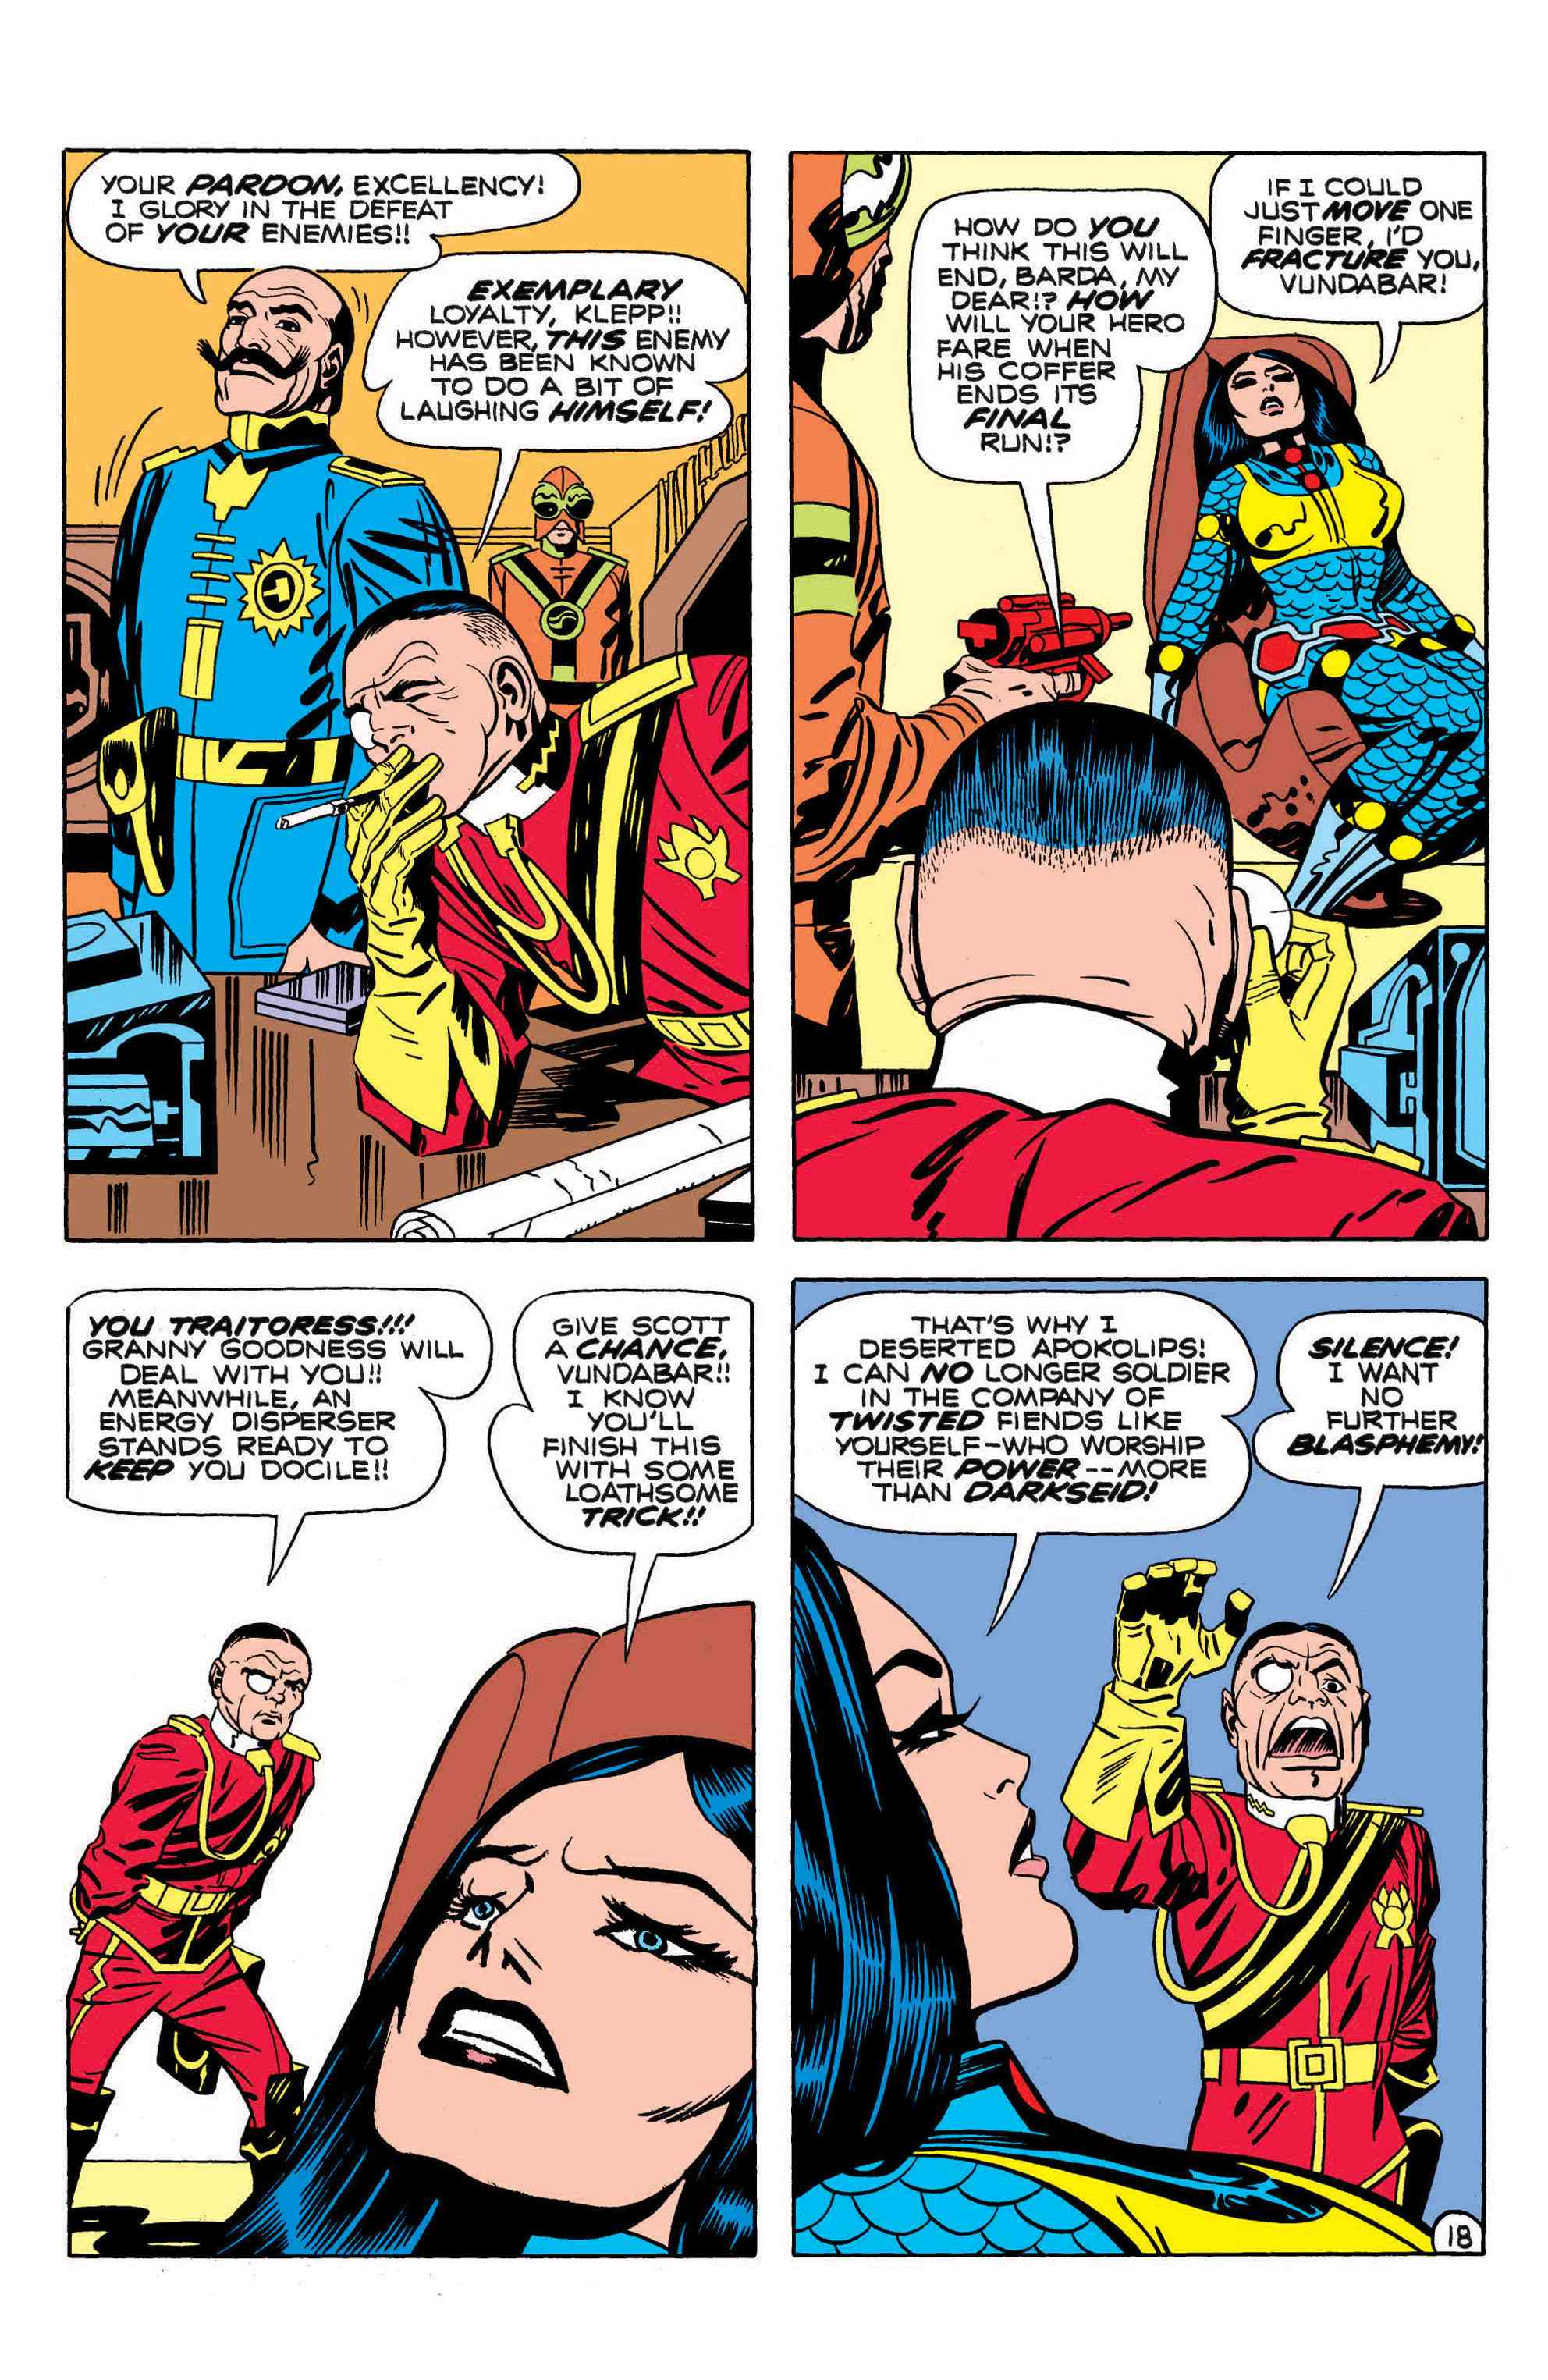 YOUR PARDON, EXCELLENCY!
I GLORY IN THE DEFEAT
OF YOUR ENEMIES!!
EXEMPLARY
LOYALTY, KLEPP!!
HOWEVER, THIS ENEMY
HAS BEEN KNOWN
TO DO A BIT OF
LAUGHING HIMSELF!
HOW DO YOU
THINK THIS WILL
END, BARDA, MY
DEAR!? HOW
WILL YOUR HERO
FARE WHEN
HIS COFFER
ENDS ITS
FINAL
RUN!?
IF I COULD
JUST MOVE ONE
FINGER, I'D
FRACTURE YOU,
VUNDABAR!
YOU TRAITORESS!!!
GRANNY GOODNESS WILL
DEAL WITH YOU!!
MEANWHILE, AN
ENERGY DISPERSER
STANDS READY TO
KEEP YOU DOCILE!!
GIVE SCOTT
A CHANCE,
VUNDABAR!!
I KNOW
YOU'LL
FINISH THIS
WITH SOME
LOATHSOME
TRICK!!
THAT'S WHY I
DESERTED APOKOLIPS!
I CAN NO LONGER SOLDIER
IN THE COMPANY OF
TWISTED FIENDS LIKE
YOURSELF--WHO WORSHIP
THEIR POWER--MORE
THAN DARKSEID!
SILENCE!
I WANT
NO
FURTHER
BLASPHEMY!
18